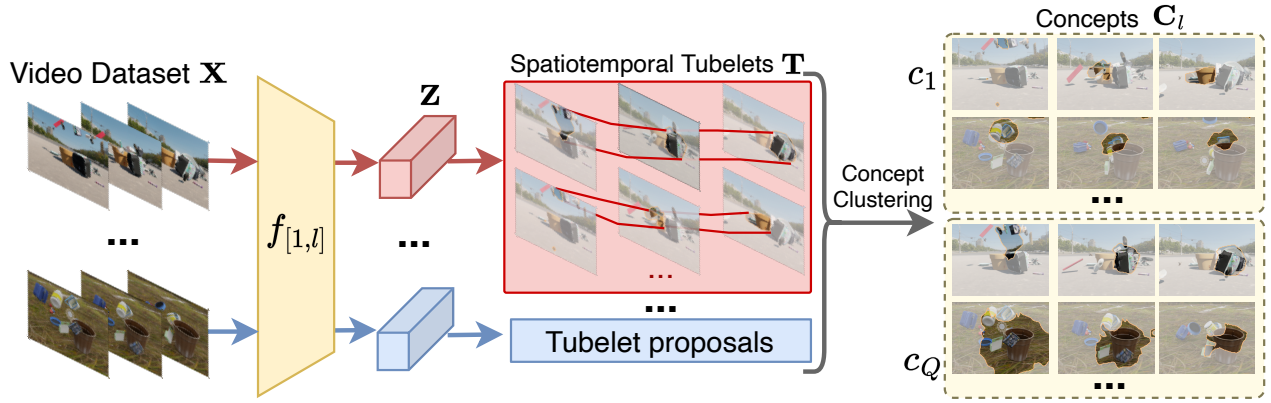 Video Dataset X
...
f[1,l]
Z
...
Spatiotemporal Tubelets T
...
...
Tubelet proposals
Concept
Clustering
Concepts C_l
c_1
...
c_Q
...